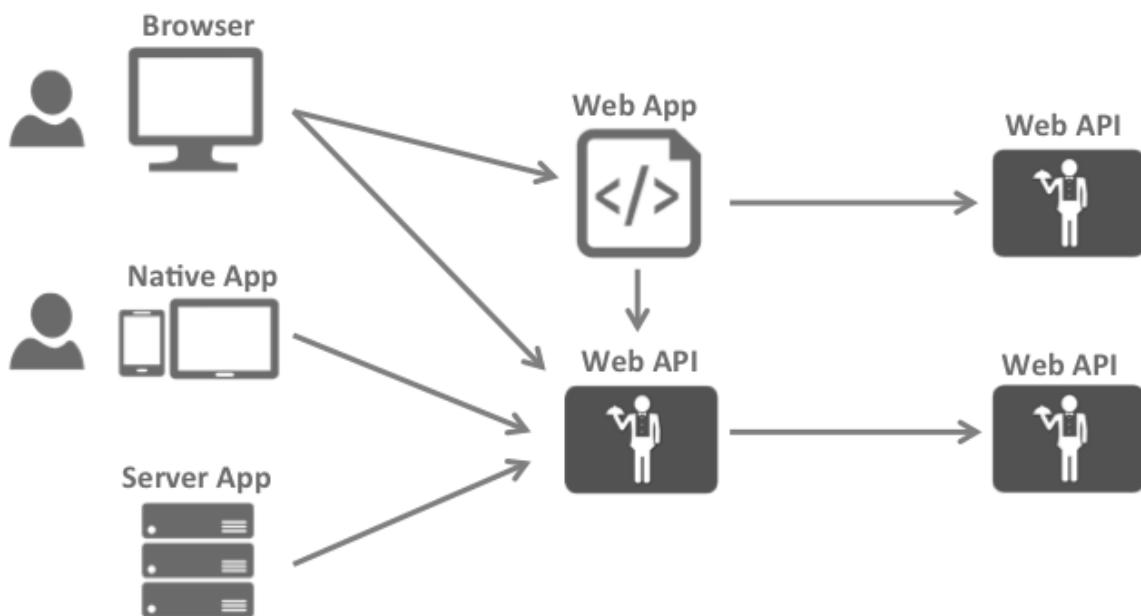 Browser
Web App
Web API
Native App
Web API
Web API
Server App